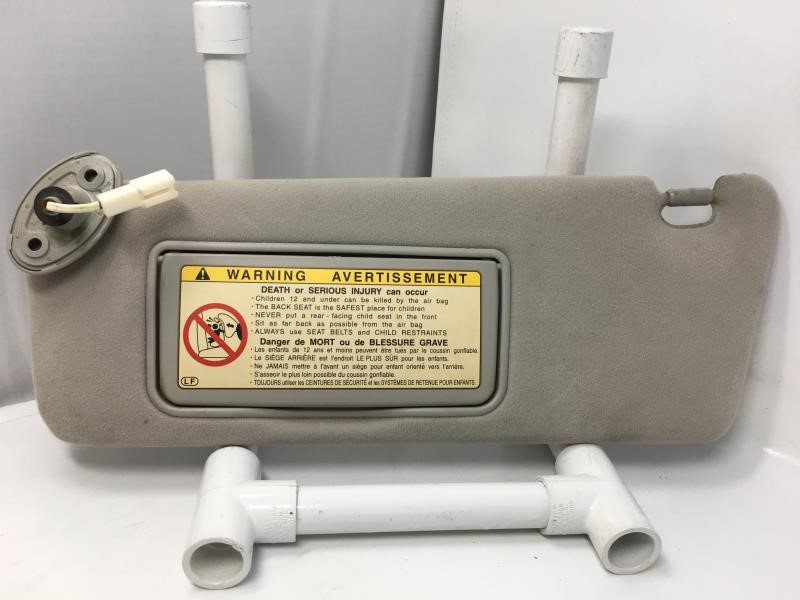 WARNING AVERTISSEMENT
DEATH or SERIOUS INJURY can occur
· Children 12 and under can be killed by the air bag
· The BACK SEAT is the SAFEST place for children
· NEVER put a rear - facing child seat in the front
· Sit as far back as possible from the air bag
· ALWAYS use SEAT BELTS and CHILD RESTRAINTS
Danger de MORT ou de BLESSURE GRAVE
· Les enfants de 12 ans et moins peuvent être tués par le coussin gonflable.
· Le SIÈGE ARRIÈRE est l'endroit LE PLUS SÛR pour les enfants.
· Ne JAMAIS mettre à l'avant un siège pour enfant orienté vers l'arrière.
· S'asseoir le plus loin possible du coussin gonflable.
· TOUJOURS utiliser les CEINTURES DE SÉCURITÉ et les SYSTÈMES DE RETENUE POUR ENFANTS.
LF